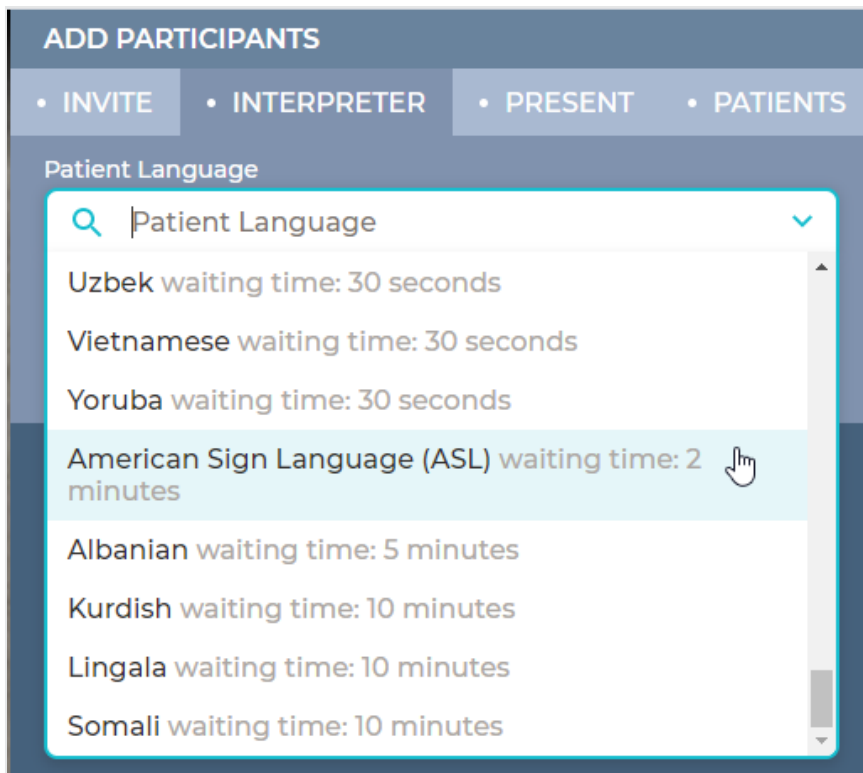 ADD PARTICIPANTS
• INVITE • INTERPRETER • PRESENT • PATIENTS
Patient Language
Patient Language
Uzbek waiting time: 30 seconds
Vietnamese waiting time: 30 seconds
Yoruba waiting time: 30 seconds
American Sign Language (ASL) waiting time: 2
minutes
Albanian waiting time: 5 minutes
Kurdish waiting time: 10 minutes
Lingala waiting time: 10 minutes
Somali waiting time: 10 minutes